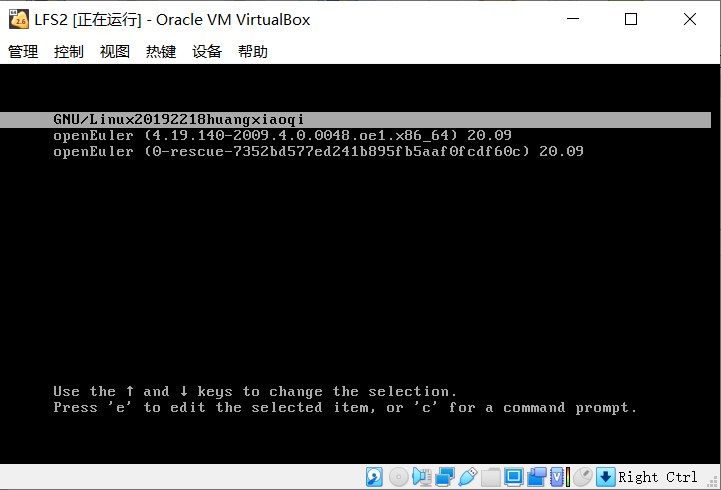 LFS2 [正在运行] - Oracle VM VirtualBox
管理 控制 视图 热键 设备 帮助
GNU/Linux20192218huangxiaoqi
openEuler (4.19.140-2009.4.0.0048.oe1.x86_64) 20.09
openEuler (0-rescue-7352bd577ed241b895fb5aaf0fcdf60c) 20.09
Use the ↑ and ↓ keys to change the selection.
Press 'e' to edit the selected item, or 'c' for a command prompt.
Right Ctrl